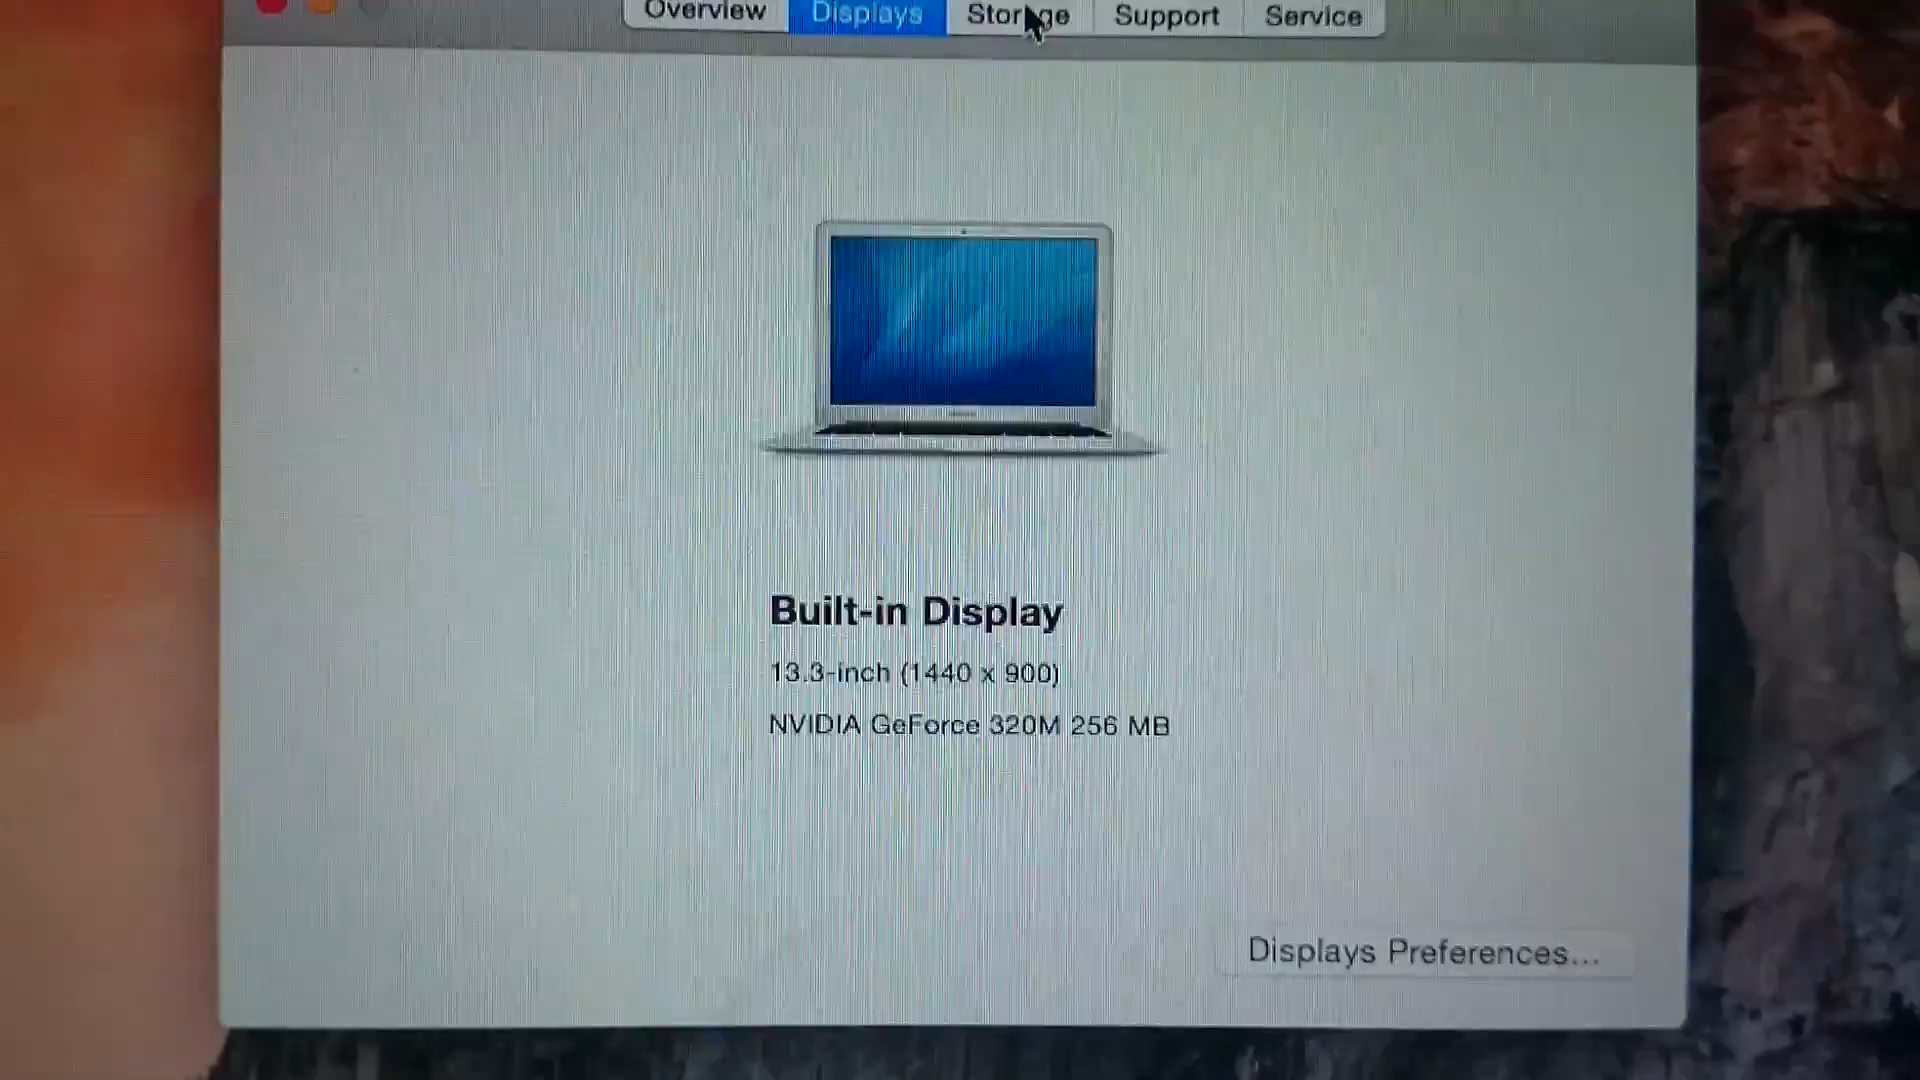 Overview Displays Storage Support Service
Built-in Display
13.3-inch (1440 x 900)
NVIDIA GeForce 320M 256 MB
Displays Preferences...